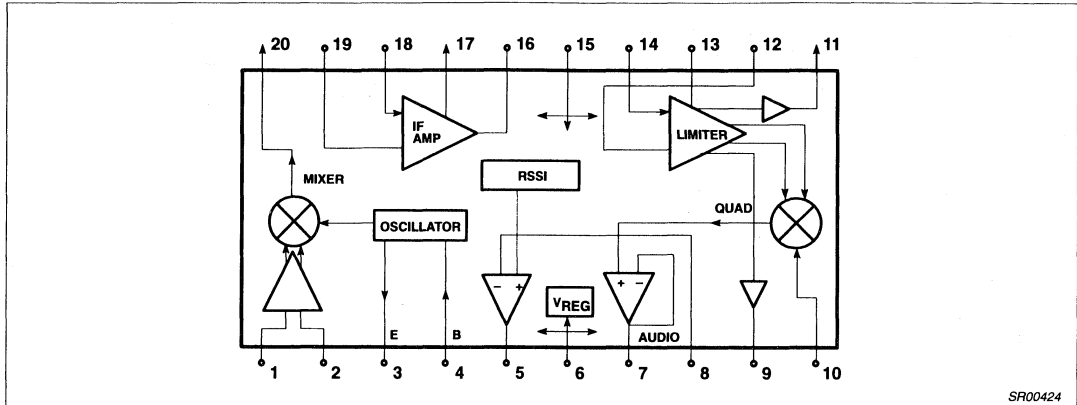 20 19 18 17 16 15 14 13 12 11
IF
AMP
LIMITER
RSSI
MIXER
QUAD
OSCILLATOR
− +
+ −
VREG
E B AUDIO
1 2 3 4 5 6 7 8 9 10
SR00424